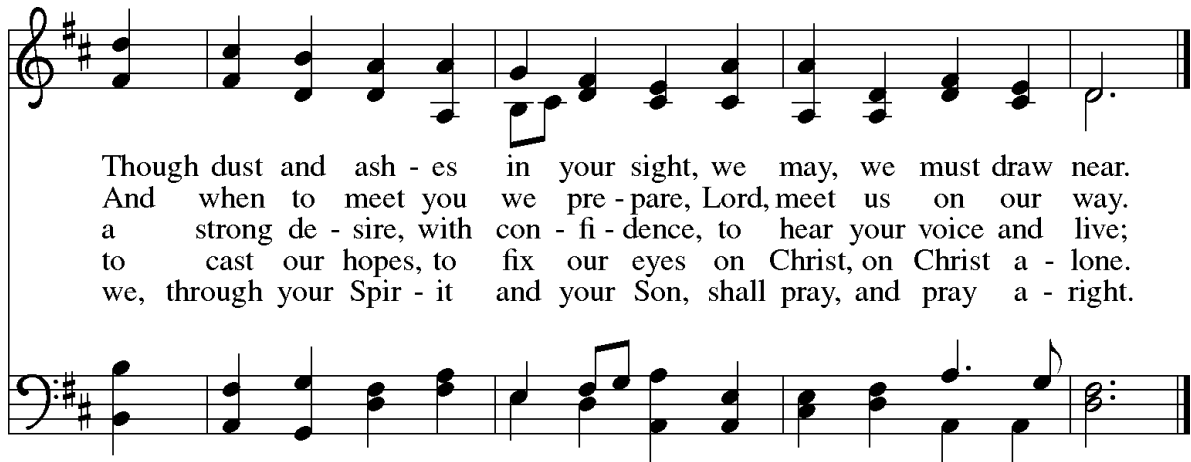 Though dust and ash - es in your sight, we may, we must draw near.
And when to meet you we pre - pare, Lord, meet us on our way.
a strong de - sire, with con - fi - dence, to hear your voice and live;
to cast our hopes, to fix our eyes on Christ, on Christ a - lone.
we, through your Spir - it and your Son, shall pray, and pray a - right.